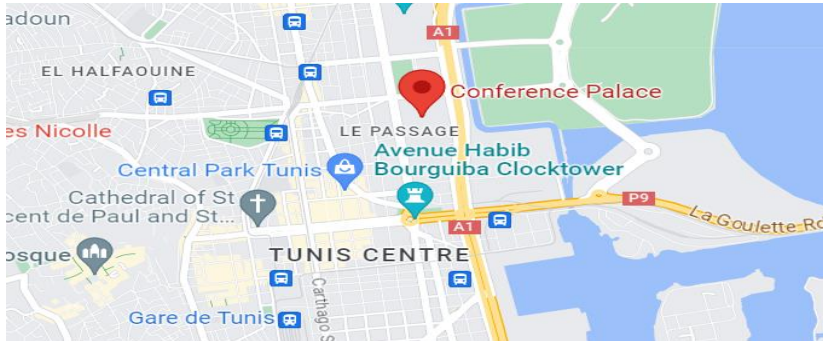 adoun
A1
EL HALFAOUINE
Conference Palace
es Nicolle
LE PASSAGE
Avenue Habib
Bourguiba Clocktower
Central Park Tunis
Cathedral of St
cent de Paul and St...
P9
La Goulette Ro
A1
osque
TUNIS CENTRE
Carthago S
Gare de Tunis